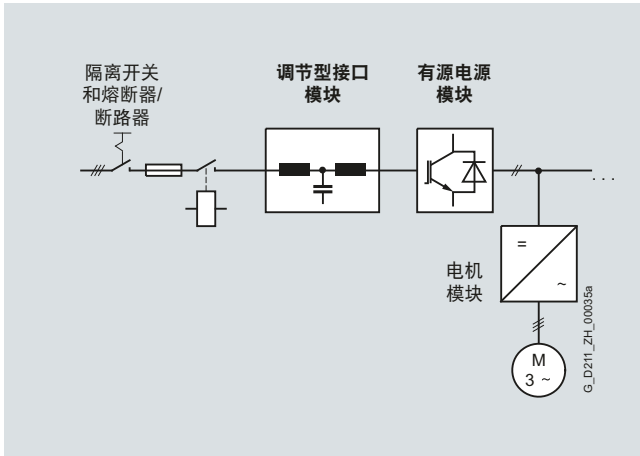 隔离开关
和熔断器/
断路器
调节型接口
模块
有源电源
模块
. . .
=
~
电机
模块
M
3 ~
G_D211_ZH_00035a